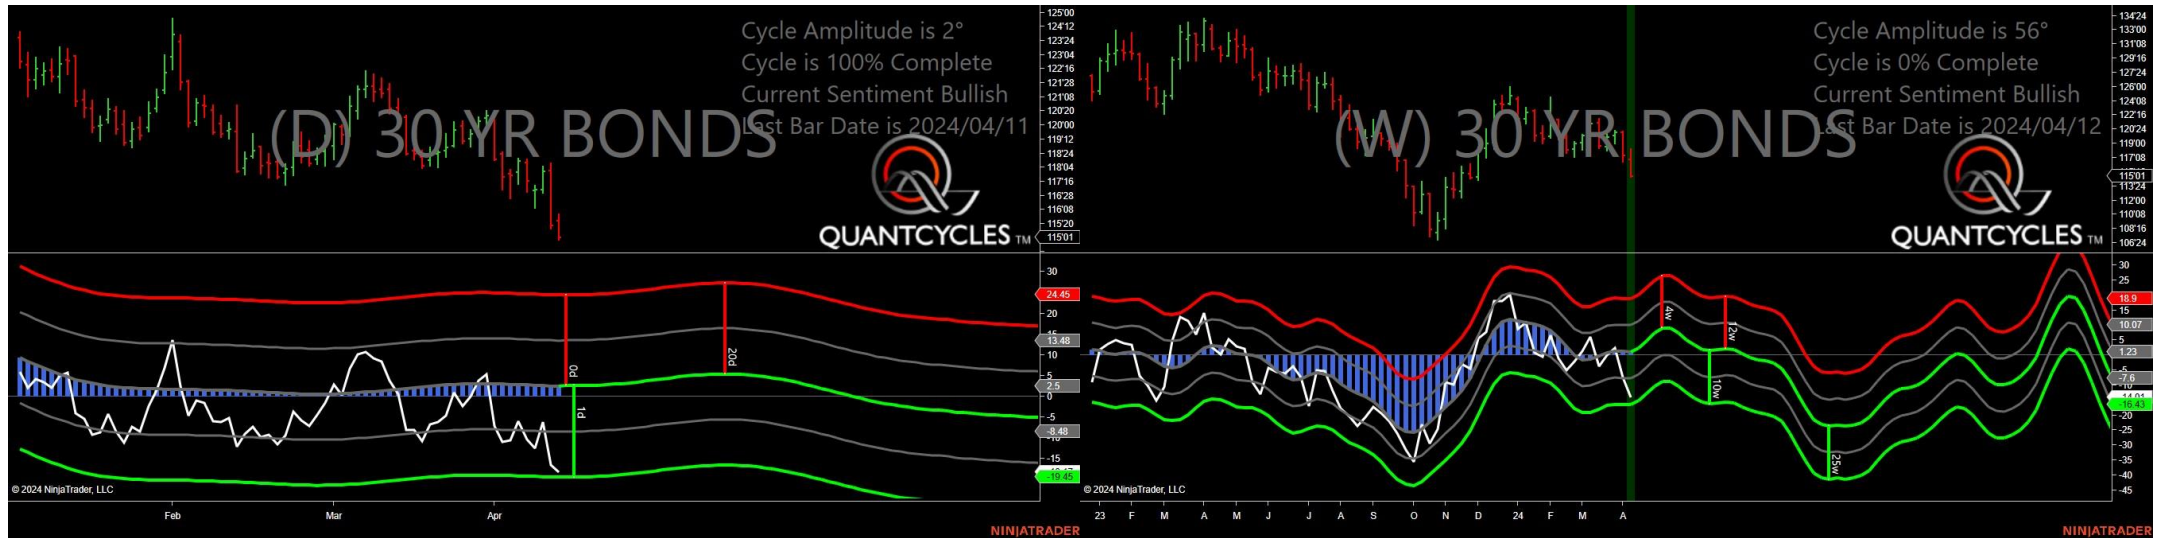 Cycle Amplitude is 2°
Cycle is 100% Complete
Current Sentiment Bullish
Last Bar Date is 2024/04/11
(D) 30 YR BONDS
QUANTCYCLES TM
125'00
124'12
123'24
123'04
122'16
121'28
121'08
120'20
120'00
119'12
118'24
118'04
117'16
116'28
116'08
115'20
115'01
30
24.45
20
13.48
10
5
2.5
0
-5
-8.48
-15
-19.45
0d
1d
20d
© 2024 NinjaTrader, LLC
Feb Mar Apr
NINJATRADER
Cycle Amplitude is 56°
Cycle is 0% Complete
Current Sentiment Bullish
Last Bar Date is 2024/04/12
(W) 30 YR BONDS
QUANTCYCLES TM
134'24
133'00
131'08
129'16
127'24
126'00
124'08
122'16
120'24
119'00
117'08
115'01
113'24
112'00
110'08
108'16
106'24
30
25
18.9
15
10.07
5
1.23
-5
-7.6
-16.43
-20
-25
-30
-35
-40
-45
4w
12w
10w
25w
© 2024 NinjaTrader, LLC
23 F M A M J J A S O N D 24 F M A
NINJATRADER